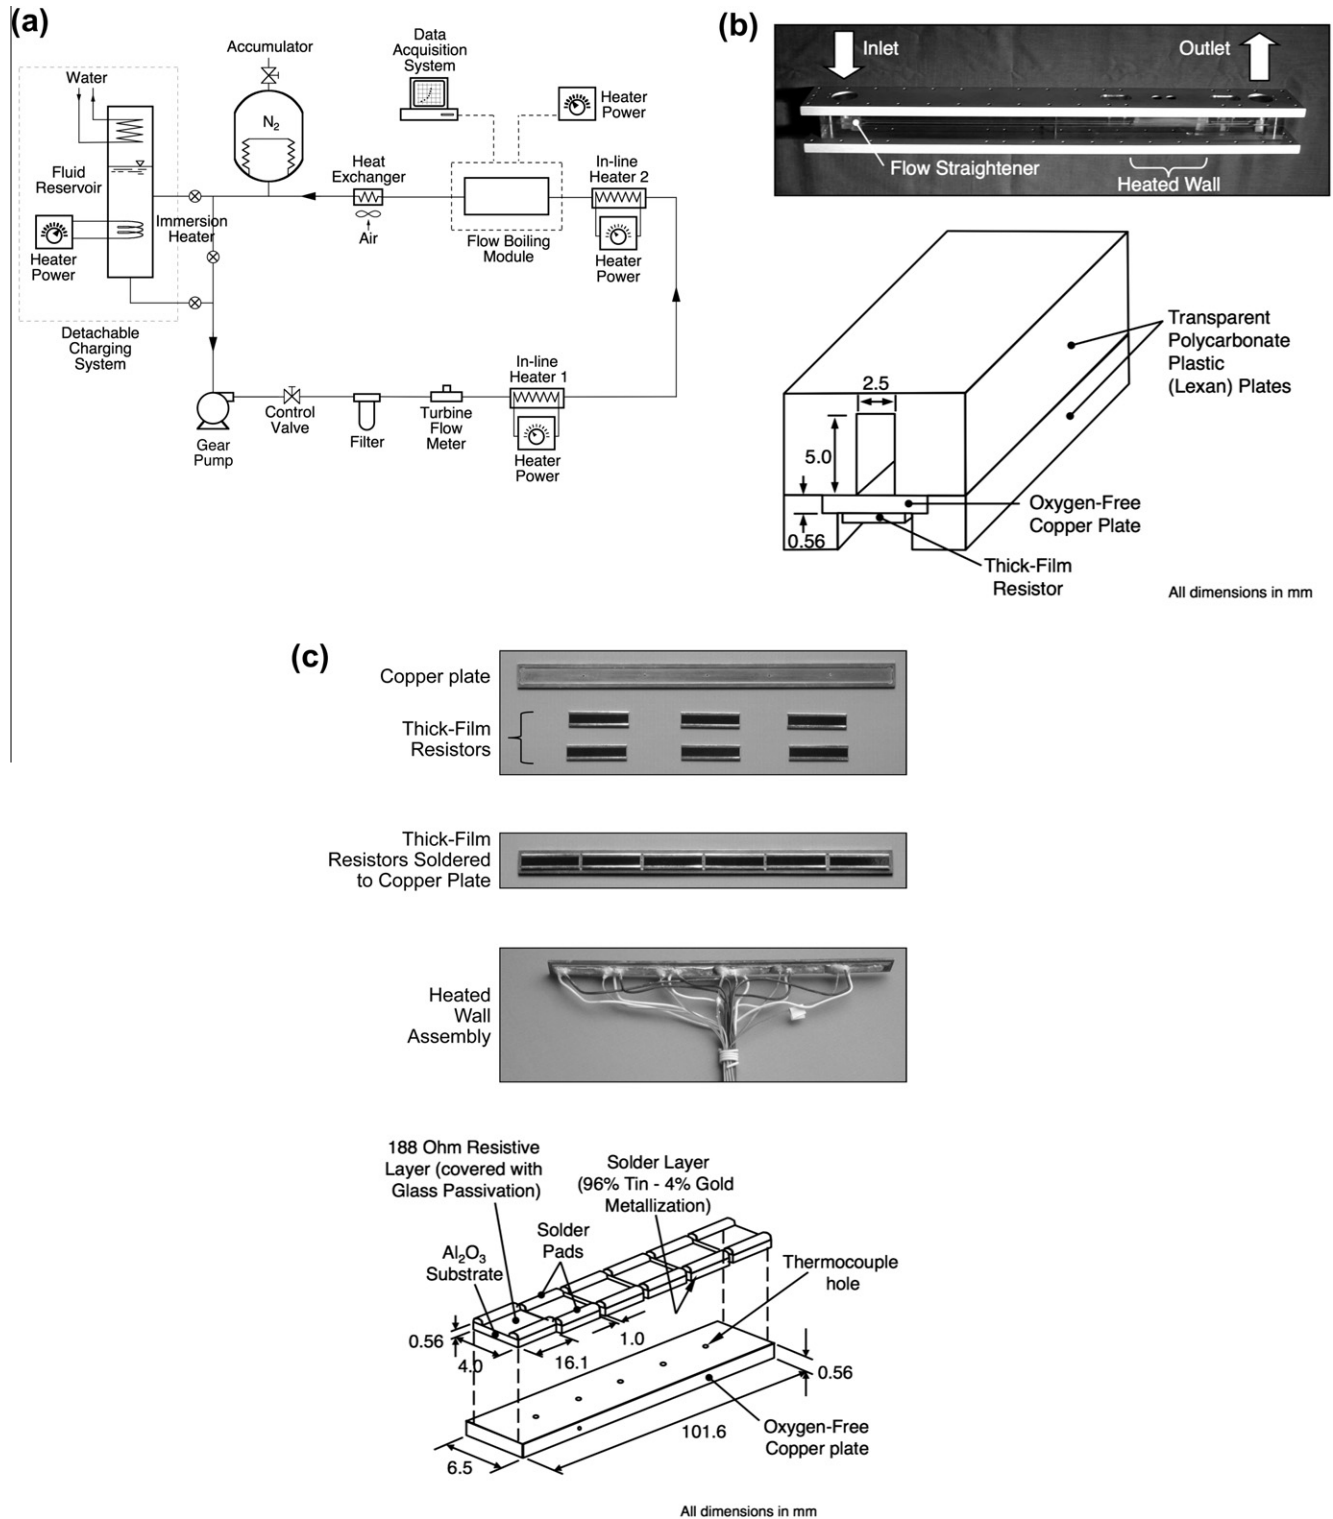 (a)
Accumulator
Data
Acquisition
System
Water
N2
Heater
Power
Fluid
Reservoir
Heat
Exchanger
In-line
Heater 2
Immersion
Heater
Air
Flow Boiling
Module
Heater
Power
Heater
Power
Detachable
Charging
System
In-line
Heater 1
Control
Valve
Filter
Turbine
Flow
Meter
Gear
Pump
Heater
Power
(b)
Inlet
Outlet
Flow Straightener
Heated Wall
Transparent
Polycarbonate
Plastic
(Lexan) Plates
2.5
5.0
0.56
Oxygen-Free
Copper Plate
Thick-Film
Resistor
All dimensions in mm
(c)
Copper plate
Thick-Film
Resistors
Thick-Film
Resistors Soldered
to Copper Plate
Heated
Wall
Assembly
188 Ohm Resistive
Layer (covered with
Glass Passivation)
Solder Layer
(96% Tin - 4% Gold
Metallization)
Solder
Pads
Al2O3
Substrate
Thermocouple
hole
0.56
4.0
16.1
1.0
0.56
101.6
Oxygen-Free
Copper plate
6.5
All dimensions in mm